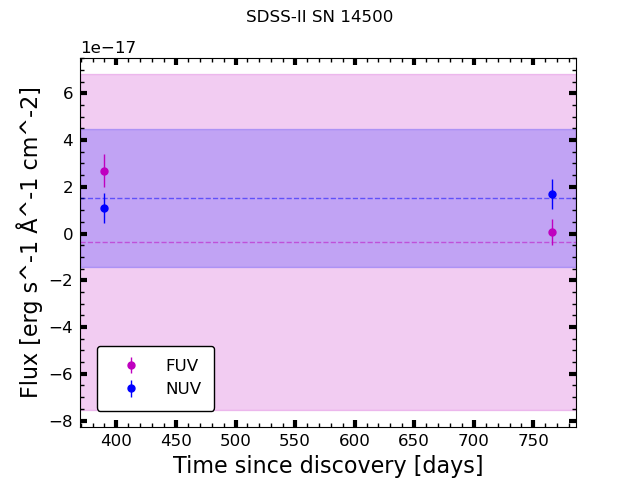 SDSS-II SN 14500
1e−17
6
4
2
0
−2
−4
−6
−8
Flux [erg s^-1 Å^-1 cm^-2]
FUV
NUV
400 450 500 550 600 650 700 750
Time since discovery [days]